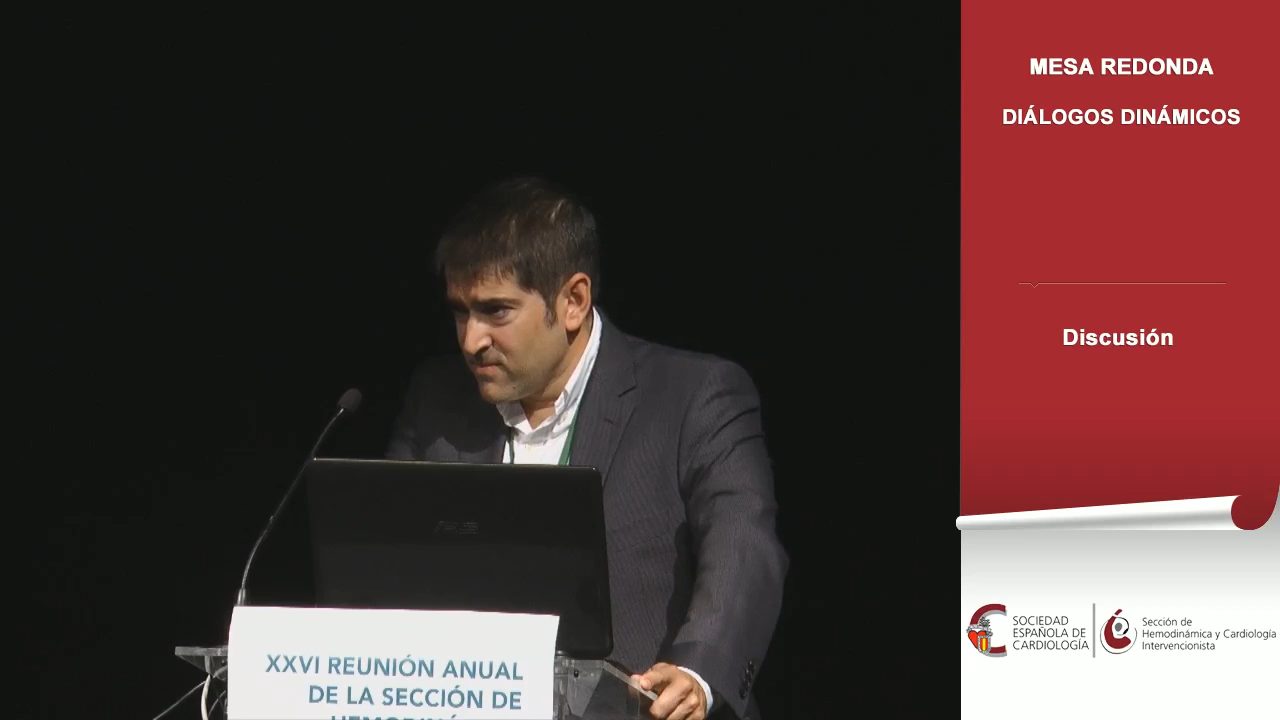 MESA REDONDA
DIÁLOGOS DINÁMICOS
Discusión
XXVI REUNIÓN ANUAL
DE LA SECCIÓN DE
SOCIEDAD
ESPAÑOLA DE
CARDIOLOGÍA
Sección de
Hemodinámica y Cardiología
Intervencionista